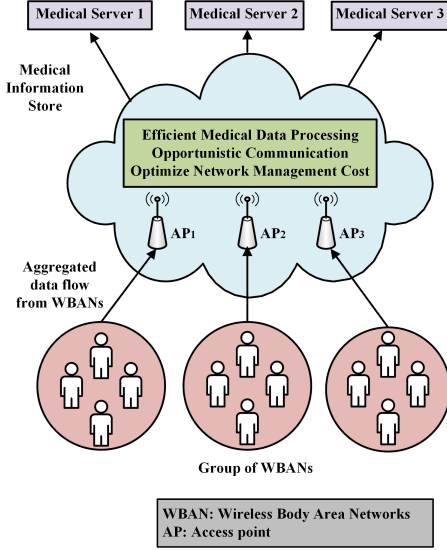 Medical Server 1
Medical Server 2
Medical Server 3
Medical
Information
Store
Efficient Medical Data Processing
Opportunistic Communication
Optimize Network Management Cost
AP1
AP2
AP3
Aggregated
data flow
from WBANs
Group of WBANs
WBAN: Wireless Body Area Networks
AP: Access point